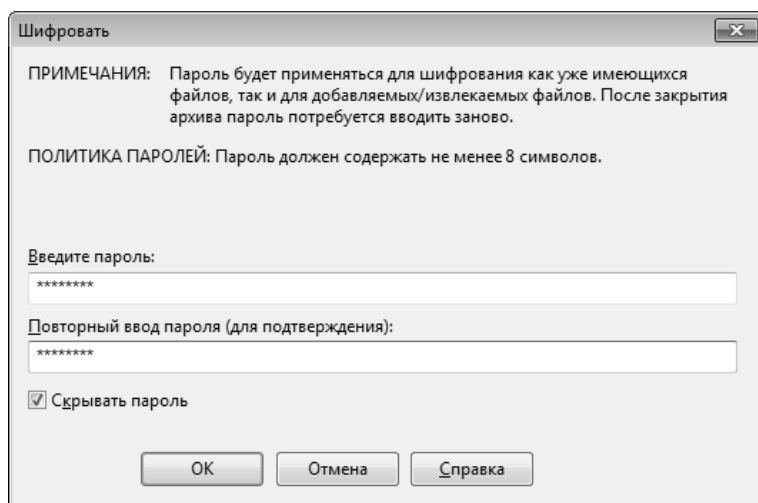 Шифровать
ПРИМЕЧАНИЯ: Пароль будет применяться для шифрования как уже имеющихся
файлов, так и для добавляемых/извлекаемых файлов. После закрытия
архива пароль потребуется вводить заново.
ПОЛИТИКА ПАРОЛЕЙ: Пароль должен содержать не менее 8 символов.
Введите пароль:
********
Повторный ввод пароля (для подтверждения):
********
Скрывать пароль
ОК Отмена Справка